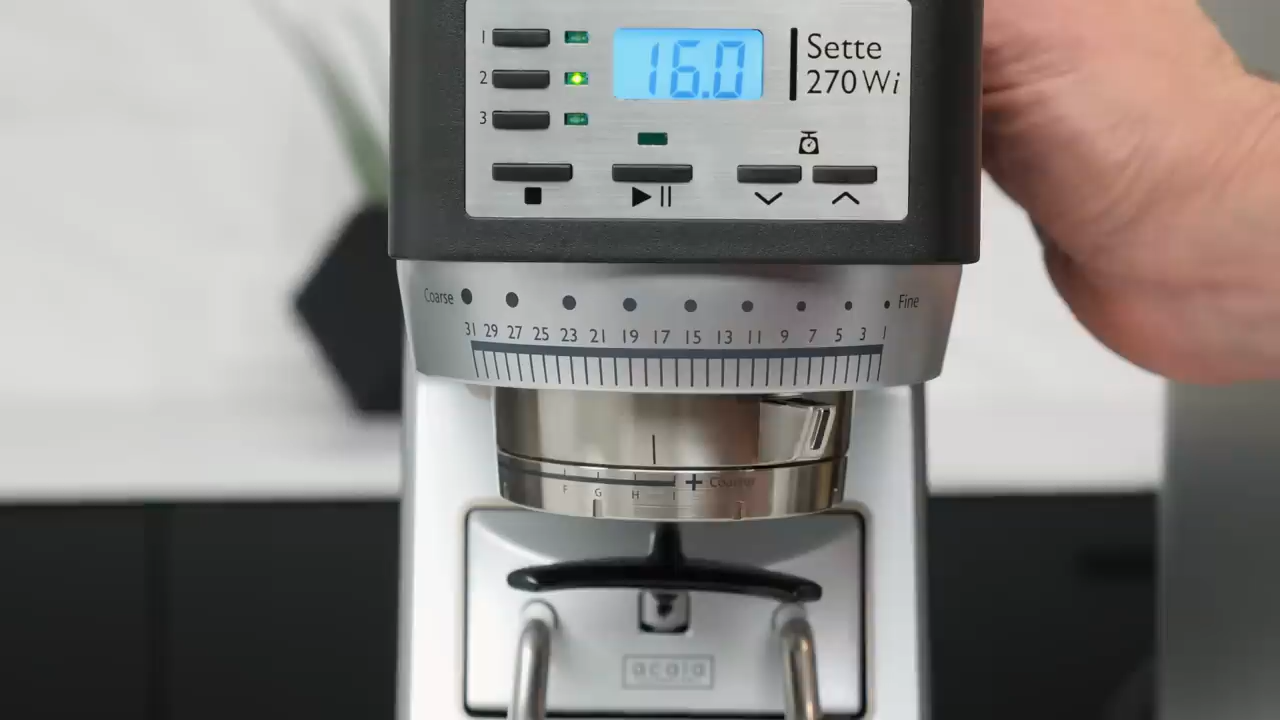 1
2
3
16.0
Sette
270Wi
Coarse
Fine
31 29 27 25 23 21 19 17 15 13 11 9 7 5 3 1
F G H I + Coarser
acaia